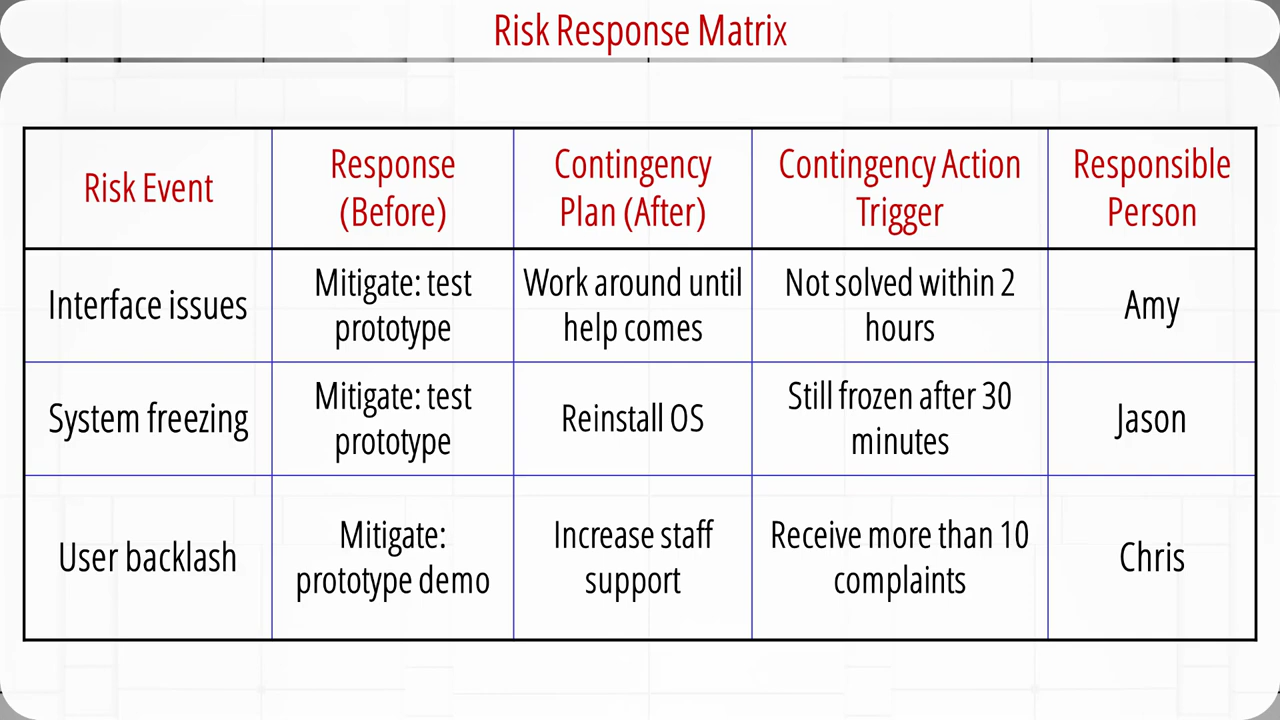 Risk Response Matrix
Risk Event
Response
(Before)
Contingency
Plan (After)
Contingency Action
Trigger
Responsible
Person
Interface issues
Mitigate: test
prototype
Work around until
help comes
Not solved within 2
hours
Amy
System freezing
Mitigate: test
prototype
Reinstall OS
Still frozen after 30
minutes
Jason
User backlash
Mitigate:
prototype demo
Increase staff
support
Receive more than 10
complaints
Chris